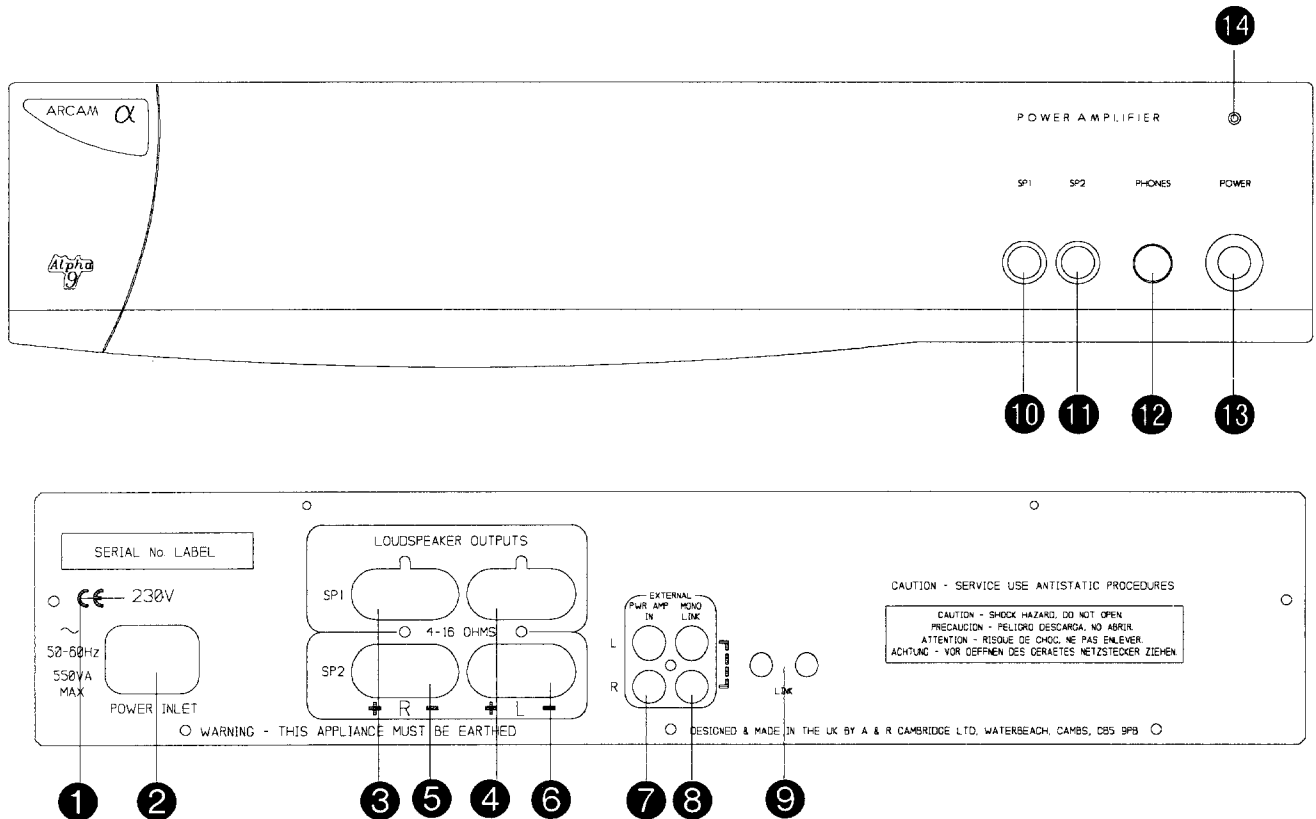 14
ARCAM α
POWER AMPLIFIER
SP1 SP2 PHONES POWER
Alpha
9
10 11 12 13
SERIAL No. LABEL
CE 230V
~
50-60Hz
550VA
MAX
POWER INLET
LOUDSPEAKER OUTPUTS
SP1
4-16 OHMS
SP2
+ R - + L -
EXTERNAL
PWR AMP MONO
IN LINK
L
R
LINK
CAUTION - SERVICE USE ANTISTATIC PROCEDURES
CAUTION - SHOCK HAZARD, DO NOT OPEN.
PRECAUCION - PELIGRO DESCARGA, NO ABRIR.
ATTENTION - RISQUE DE CHOC, NE PAS ENLEVER.
ACHTUNG - VOR OEFFNEN DES GERAETES NETZSTECKER ZIEHEN.
WARNING - THIS APPLIANCE MUST BE EARTHED
DESIGNED & MADE IN THE UK BY A & R CAMBRIDGE LTD, WATERBEACH, CAMBS, CB5 9PB
1 2 3 5 4 6 7 8 9